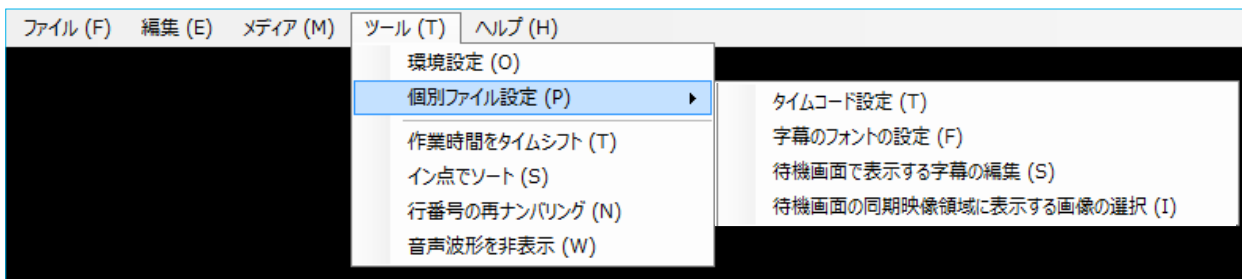 ファイル (F) 編集 (E) メディア (M) ツール (T) ヘルプ (H)
環境設定 (O)
個別ファイル設定 (P)
作業時間をタイムシフト (T)
イン点でソート (S)
行番号の再ナンバリング (N)
音声波形を非表示 (W)
タイムコード設定 (T)
字幕のフォントの設定 (F)
待機画面で表示する字幕の編集 (S)
待機画面の同期映像領域に表示する画像の選択 (I)